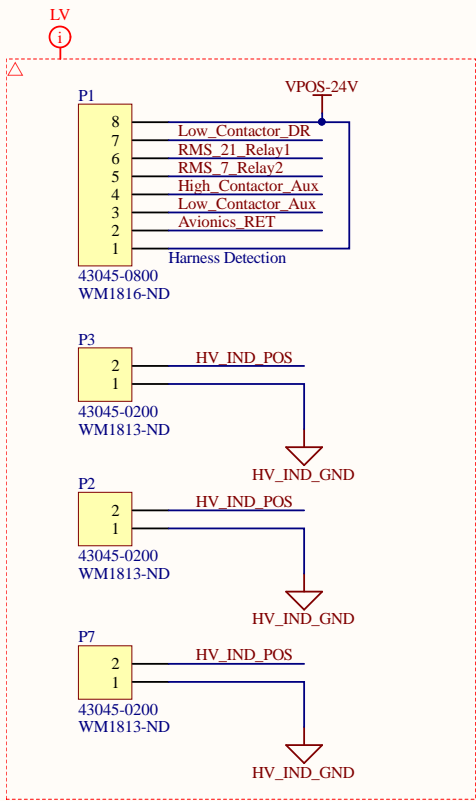 LV
i
P1
VPOS-24V
8
7
Low_Contactor_DR
6
RMS_21_Relay1
5
RMS_7_Relay2
4
High_Contactor_Aux
3
Low_Contactor_Aux
2
Avionics_RET
1
Harness Detection
43045-0800
WM1816-ND
P3
2
HV_IND_POS
1
43045-0200
WM1813-ND
HV_IND_GND
P2
2
HV_IND_POS
1
43045-0200
WM1813-ND
HV_IND_GND
P7
2
HV_IND_POS
1
43045-0200
WM1813-ND
HV_IND_GND